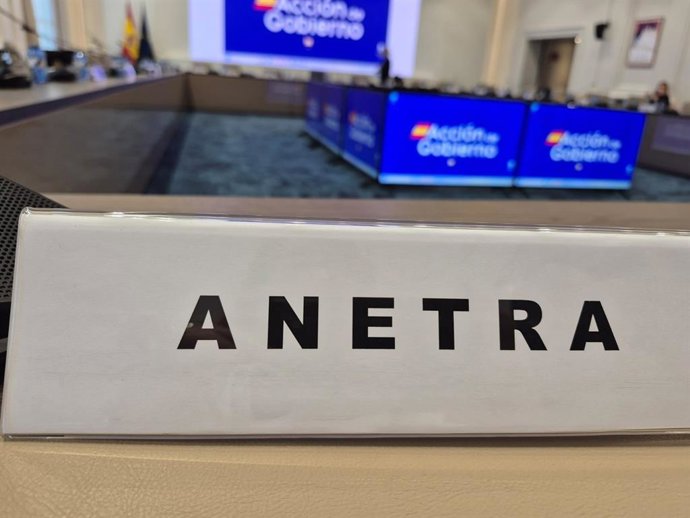 Acción de
Gobierno
Acción de
Gobierno
Acción de
Gobierno
ANETRA